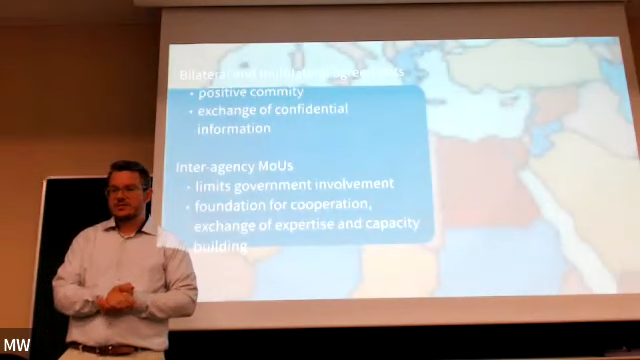 Bilateral and multilateral agreements
• positive commity
• exchange of confidential
information
Inter-agency MoUs
• limits government involvement
• foundation for cooperation,
exchange of expertise and capacity
building
MW